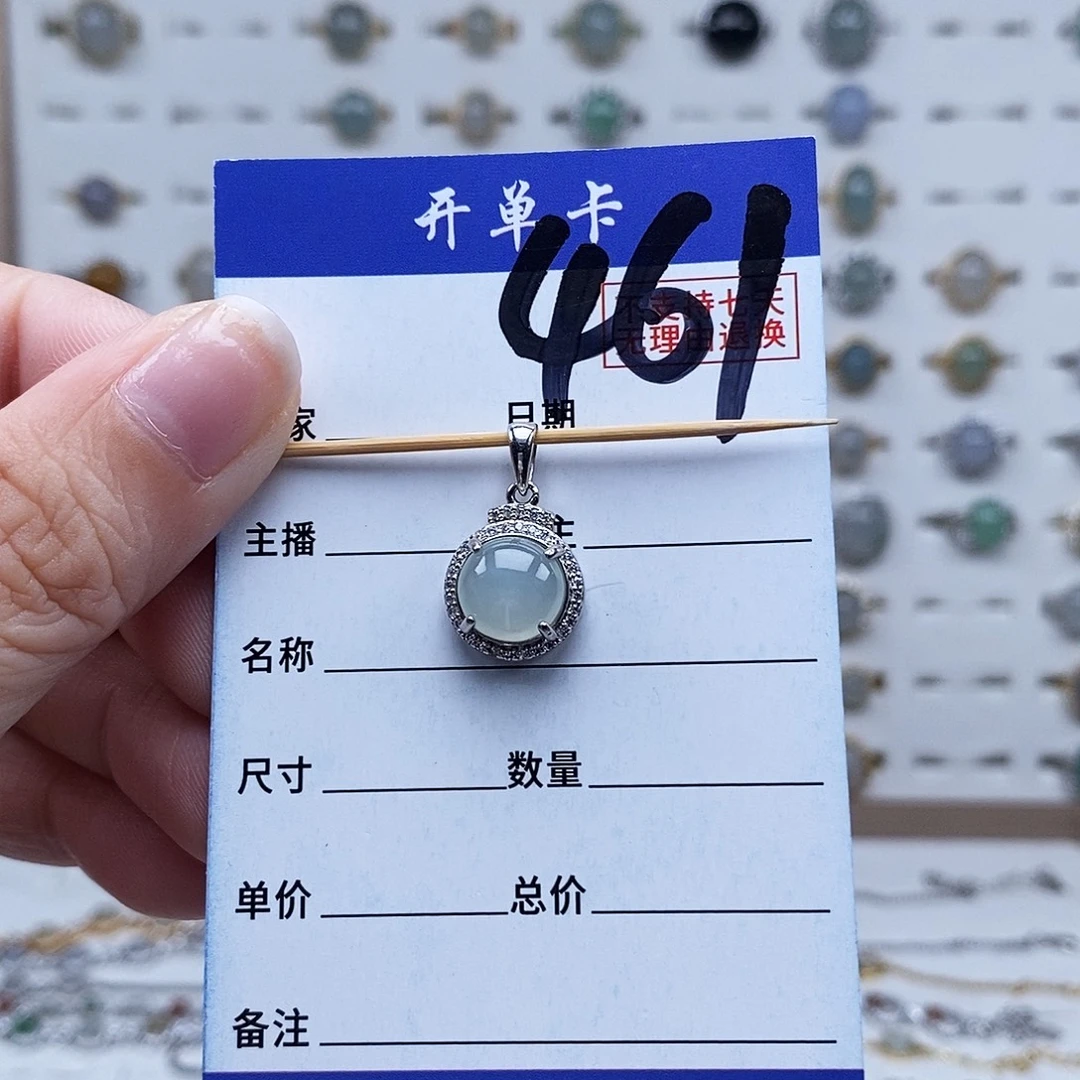 开单卡
461
不支持七天
无理由退换
家 日期
主播
名称
尺寸 数量
单价 总价
备注